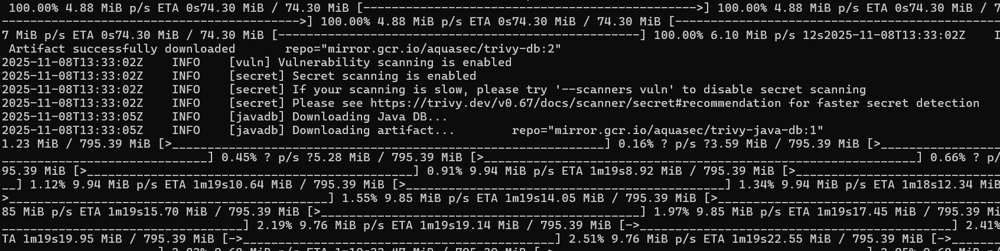 100.00% 4.88 MiB p/s ETA 0s74.30 MiB / 74.30 MiB [----------------------------------------------->] 100.00% 4.88 MiB p/s ETA 0s74.30 MiB / 7
------------------------------------------>] 100.00% 4.88 MiB p/s ETA 0s74.30 MiB / 74.30 MiB [----------------------------------------------
7 MiB p/s ETA 0s74.30 MiB / 74.30 MiB [---------------------------------------------------] 100.00% 6.10 MiB p/s 12s2025-11-08T13:33:02Z    I
Artifact successfully downloaded       repo="mirror.gcr.io/aquasec/trivy-db:2"
2025-11-08T13:33:02Z    INFO    [vuln] Vulnerability scanning is enabled
2025-11-08T13:33:02Z    INFO    [secret] Secret scanning is enabled
2025-11-08T13:33:02Z    INFO    [secret] If your scanning is slow, please try '--scanners vuln' to disable secret scanning
2025-11-08T13:33:02Z    INFO    [secret] Please see https://trivy.dev/v0.67/docs/scanner/secret#recommendation for faster secret detection
2025-11-08T13:33:05Z    INFO    [javadb] Downloading Java DB...
2025-11-08T13:33:05Z    INFO    [javadb] Downloading artifact...        repo="mirror.gcr.io/aquasec/trivy-java-db:1"
1.23 MiB / 795.39 MiB [>_____________________________________________________________] 0.16% ? p/s ?3.59 MiB / 795.39 MiB [>_________________
_____________________________] 0.45% ? p/s ?5.28 MiB / 795.39 MiB [>_____________________________________________________________] 0.66% ? p/
95.39 MiB [>______________________________________________] 0.91% 9.94 MiB p/s ETA 1m19s8.92 MiB / 795.39 MiB [>_____________________________
__] 1.12% 9.94 MiB p/s ETA 1m19s10.64 MiB / 795.39 MiB [>_____________________________________________] 1.34% 9.94 MiB p/s ETA 1m18s12.34 MiB
>_____________________________________________] 1.55% 9.85 MiB p/s ETA 1m19s14.05 MiB / 795.39 MiB [>________________________________________
85 MiB p/s ETA 1m19s15.70 MiB / 795.39 MiB [>_____________________________________________] 1.97% 9.85 MiB p/s ETA 1m19s17.45 MiB / 795.39 Mi
__________________________________] 2.19% 9.76 MiB p/s ETA 1m19s19.14 MiB / 795.39 MiB [->____________________________________________] 2.41%
TA 1m19s19.95 MiB / 795.39 MiB [->____________________________________________] 2.51% 9.76 MiB p/s ETA 1m19s22.55 MiB / 795.39 MiB [->_______